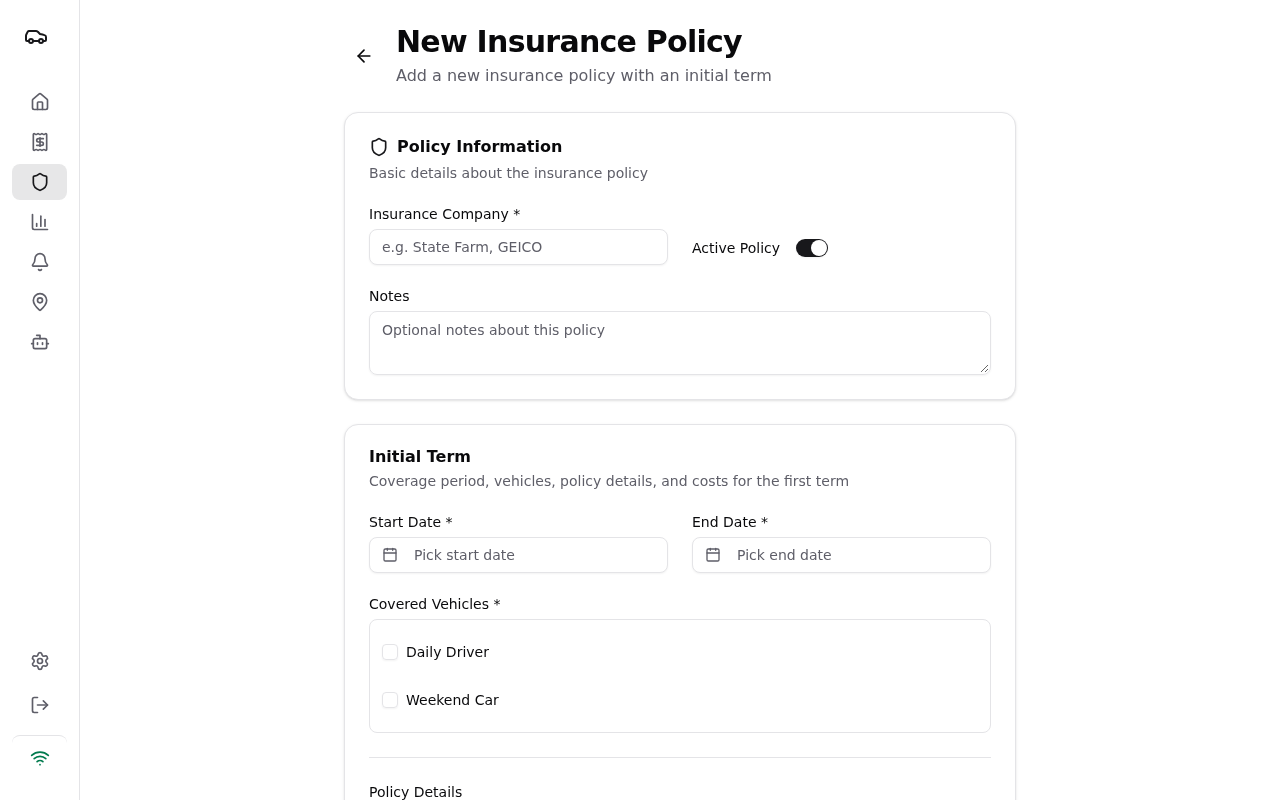 New Insurance Policy
Add a new insurance policy with an initial term
Policy Information
Basic details about the insurance policy
Insurance Company *
e.g. State Farm, GEICO
Active Policy
Notes
Optional notes about this policy
Initial Term
Coverage period, vehicles, policy details, and costs for the first term
Start Date *
End Date *
Pick start date
Pick end date
Covered Vehicles *
Daily Driver
Weekend Car
Policy Details